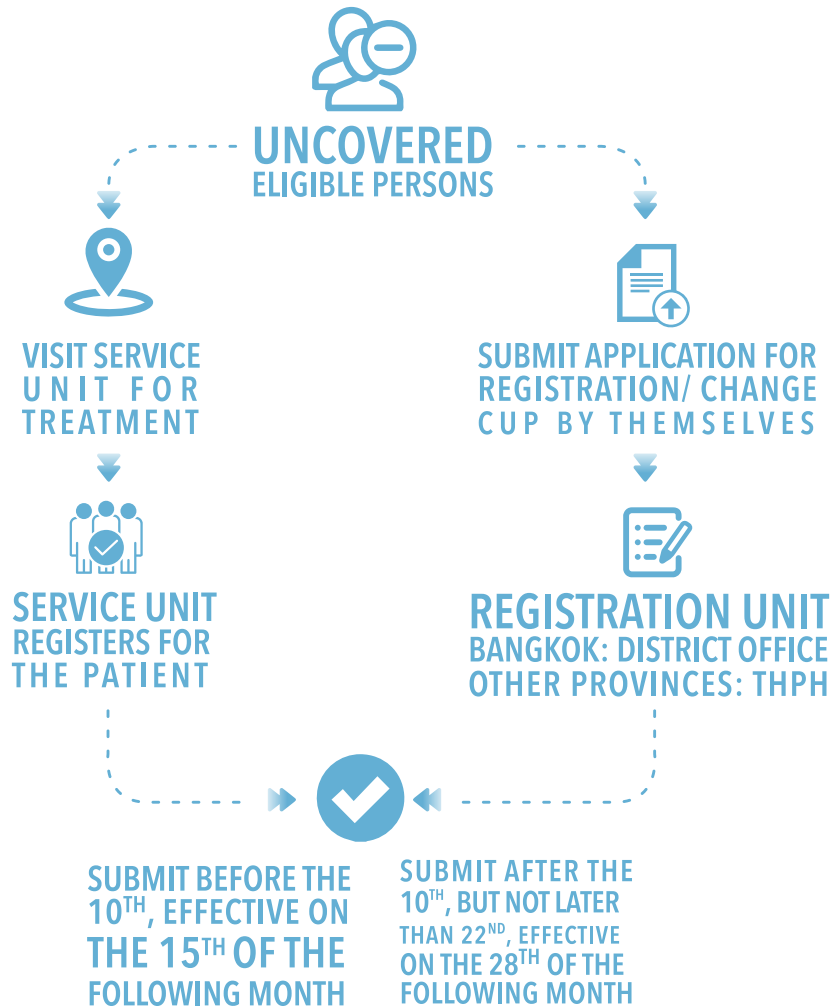 UNCOVERED
ELIGIBLE PERSONS
VISIT SERVICE
UNIT FOR
TREATMENT
SUBMIT APPLICATION FOR
REGISTRATION/ CHANGE
CUP BY THEMSELVES
SERVICE UNIT
REGISTERS FOR
THE PATIENT
REGISTRATION UNIT
BANGKOK: DISTRICT OFFICE
OTHER PROVINCES: THPH
SUBMIT BEFORE THE
10TH, EFFECTIVE ON
THE 15TH OF THE
FOLLOWING MONTH
SUBMIT AFTER THE
10TH, BUT NOT LATER
THAN 22ND, EFFECTIVE
ON THE 28TH OF THE
FOLLOWING MONTH